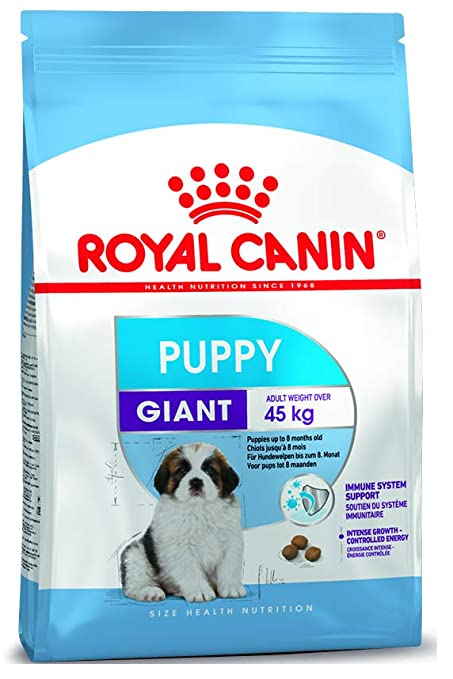 ROYAL CANIN®
HEALTH NUTRITION SINCE 1968
PUPPY
GIANT
ADULT WEIGHT OVER
45 kg
Puppies up to 8 months old
Chiots jusqu'à 8 mois
Für Hundewelpen bis zum 8. Monat
Voor pups tot 8 maanden
IMMUNE SYSTEM
SUPPORT
SOUTIEN DU SYSTÈME
IMMUNITAIRE
INTENSE GROWTH -
CONTROLLED ENERGY
CROISSANCE INTENSE -
ÉNERGIE CONTRÔLÉE
SIZE HEALTH NUTRITION